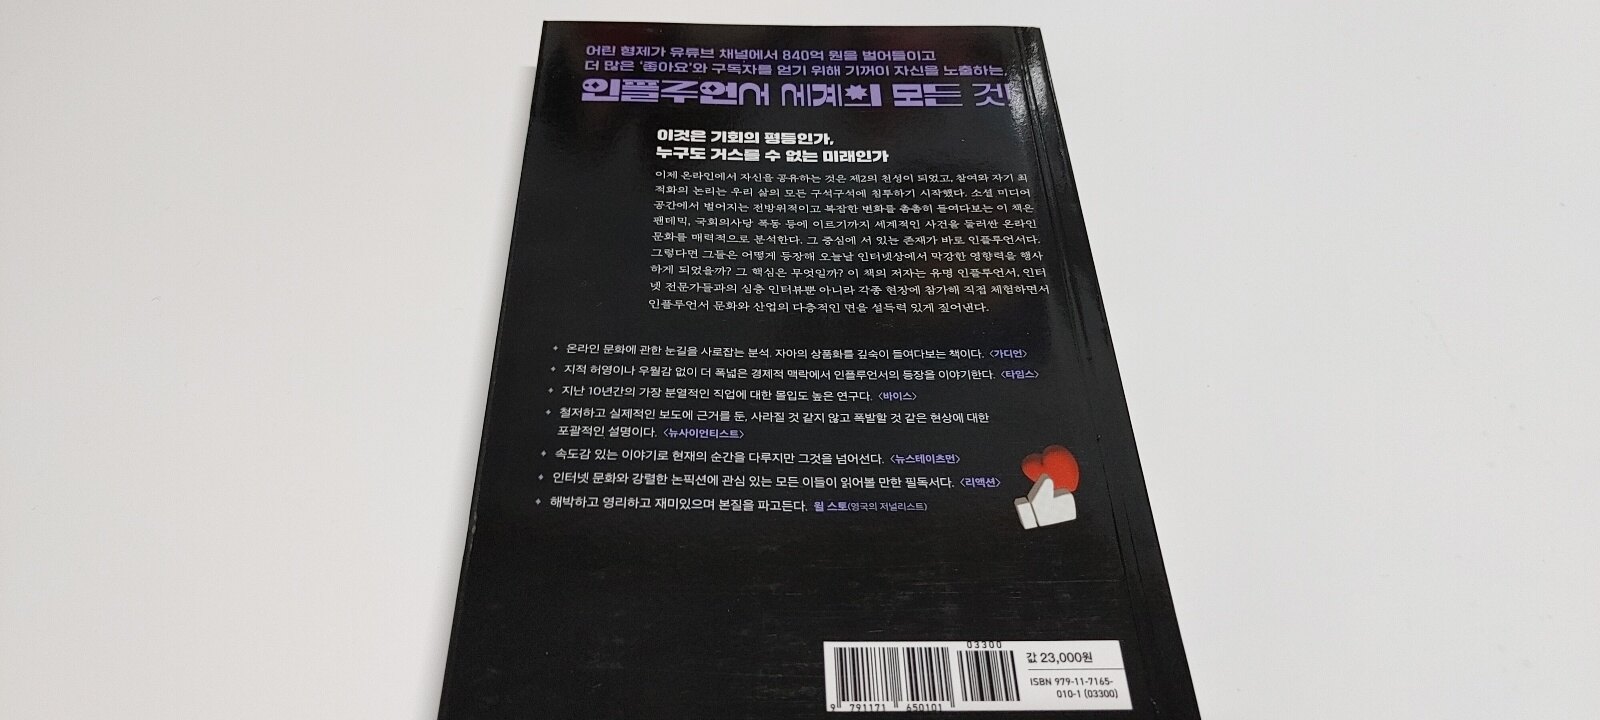 어린 형제가 유튜브 채널에서 840억 원을 벌어들이고
더 많은 ‘좋아요’와 구독자를 얻기 위해 기꺼이 자신을 노출하는,
인플루언서 세계의 모든 것!
이것은 기회의 평등인가,
누구도 거스를 수 없는 미래인가
이제 온라인에서 자신을 공유하는 것은 제2의 천성이 되었고, 참여와 자기 최
적화의 논리는 우리 삶의 모든 구석구석에 침투하기 시작했다. 소셜 미디어
공간에서 벌어지는 전방위적이고 복잡한 변화를 촘촘히 들여다보는 이 책은
팬데믹, 국회의사당 폭동 등에 이르기까지 세계적인 사건을 둘러싼 온라인
문화를 매력적으로 분석한다. 그 중심에 서 있는 존재가 바로 인플루언서다.
그렇다면 그들은 어떻게 등장해 오늘날 인터넷상에서 막강한 영향력을 행사
하게 되었을까? 그 핵심은 무엇일까? 이 책의 저자는 유명 인플루언서, 인터
넷 전문가들과의 심층 인터뷰뿐 아니라 각종 현장에 참가해 직접 체험하면서
인플루언서 문화와 산업의 다층적인 면을 설득력 있게 짚어낸다.
✦ 온라인 문화에 관한 눈길을 사로잡는 분석. 자아의 상품화를 깊숙이 들여다보는 책이다. 〈가디언〉
✦ 지적 허영이나 우월감 없이 더 폭넓은 경제적 맥락에서 인플루언서의 등장을 이야기한다. 〈타임스〉
✦ 지난 10년간의 가장 분열적인 직업에 대한 몰입도 높은 연구다. 〈바이스〉
✦ 철저하고 실제적인 보도에 근거를 둔, 사라질 것 같지 않고 폭발할 것 같은 현상에 대한
포괄적인 설명이다. 〈뉴사이언티스트〉
✦ 속도감 있는 이야기로 현재의 순간을 다루지만 그것을 넘어선다. 〈뉴스테이츠먼〉
✦ 인터넷 문화와 강렬한 논픽션에 관심 있는 모든 이들이 읽어볼 만한 필독서다. 〈리액션〉
✦ 해박하고 영리하고 재미있으며 본질을 파고든다. 윌 스토(영국의 저널리스트)
03300
값 23,000원
ISBN 979-11-7165-
010-1 (03300)
9 791171 650101